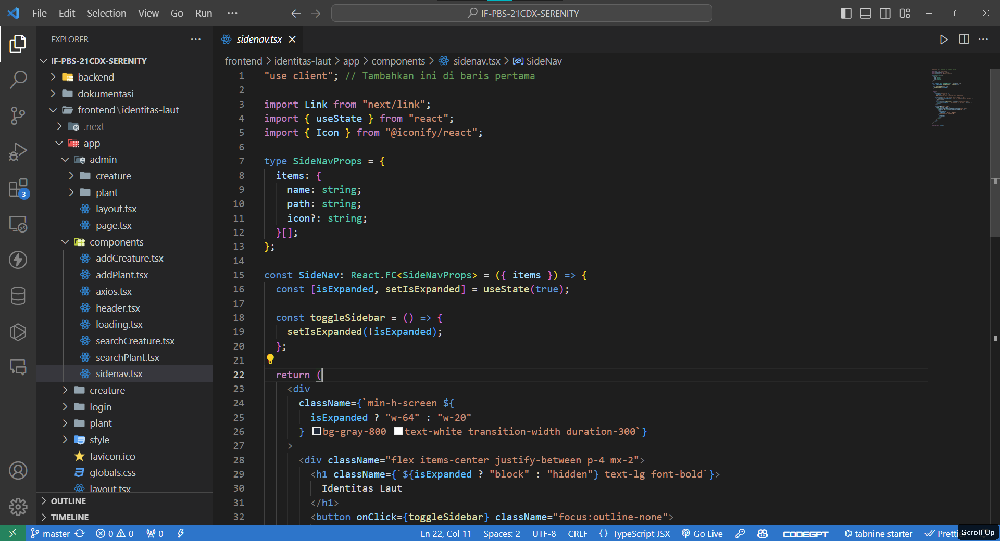 File Edit Selection View Go Run ···
IF-PBS-21CDX-SERENITY
EXPLORER
IF-PBS-21CDX-SERENITY
backend
dokumentasi
frontend\identitas-laut
.next
app
admin
creature
plant
layout.tsx
page.tsx
components
addCreature.tsx
addPlant.tsx
axios.tsx
header.tsx
loading.tsx
searchCreature.tsx
searchPlant.tsx
sidenav.tsx
creature
login
plant
style
favicon.ico
globals.css
layout.tsx
OUTLINE
TIMELINE
3
sidenav.tsx
frontend > identitas-laut > app > components > sidenav.tsx > SideNav
1 "use client"; // Tambahkan ini di baris pertama
2
3 import Link from "next/link";
4 import { useState } from "react";
5 import { Icon } from "@iconify/react";
6
7 type SideNavProps = {
8 items: {
9 name: string;
10 path: string;
11 icon?: string;
12 }[];
13 };
14
15 const SideNav: React.FC<SideNavProps> = ({ items }) => {
16 const [isExpanded, setIsExpanded] = useState(true);
17
18 const toggleSidebar = () => {
19 setIsExpanded(!isExpanded);
20 };
21
22 return (
23 <div
24 className={`min-h-screen ${
25 isExpanded ? "w-64" : "w-20"
26 } bg-gray-800 text-white transition-width duration-300`}
27 >
28 <div className="flex items-center justify-between p-4 mx-2">
29 <h1 className={`${isExpanded ? "block" : "hidden"} text-lg font-bold`}>
30 Identitas Laut
31 </h1>
32 <button onClick={toggleSidebar} className="focus:outline-none">
master 0 0 0 Ln 22, Col 11 Spaces: 2 UTF-8 CRLF {} TypeScript JSX Go Live CODEGPT tabnine starter Pretti
Scroll Up